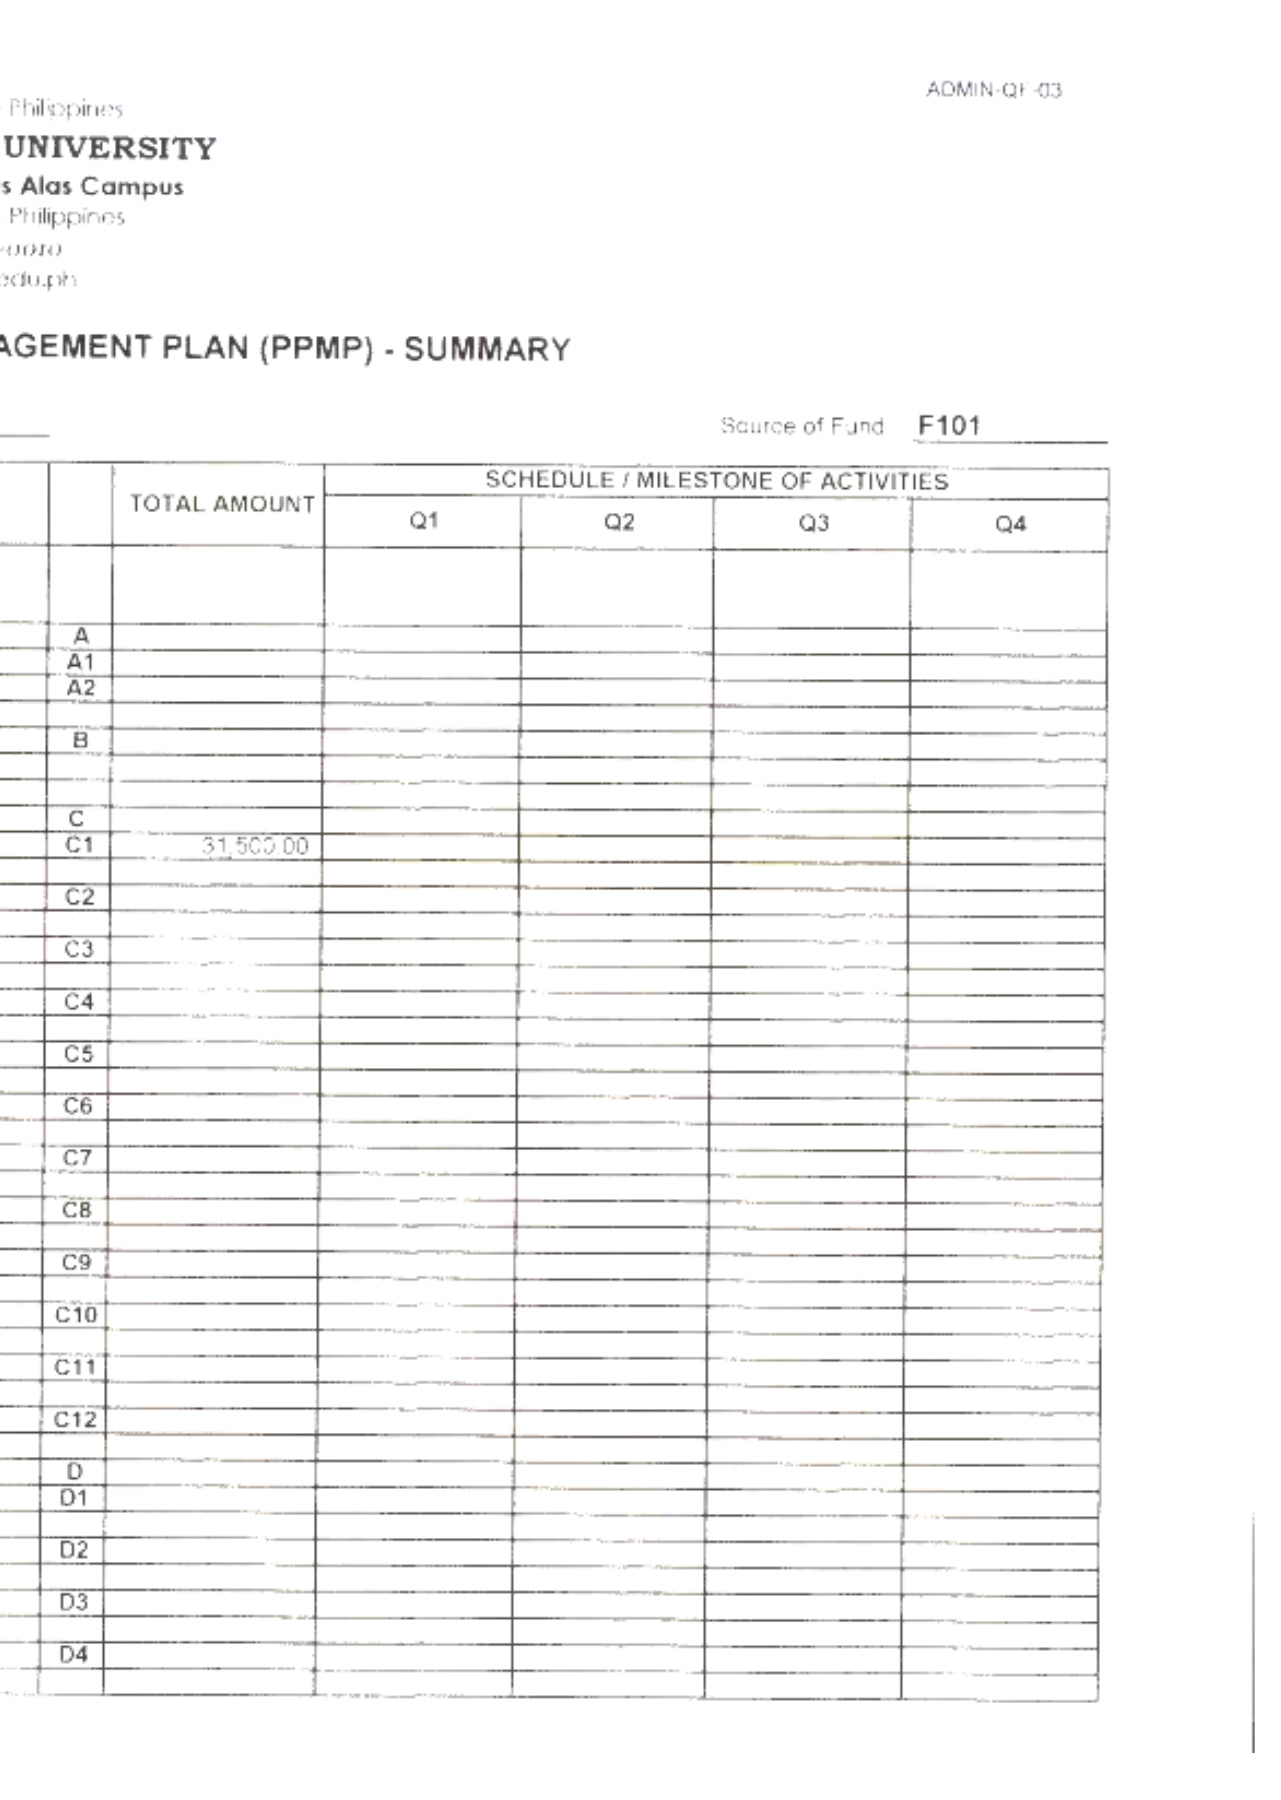 ADMIN-QF-03
Philippines
UNIVERSITY
s Alas Campus
Philippines
edu.ph
AGEMENT PLAN (PPMP) - SUMMARY
Source of Fund F101
TOTAL AMOUNT
SCHEDULE / MILESTONE OF ACTIVITIES
Q1 Q2 Q3 Q4
A
A1
A2
B
C
C1 31,500.00
C2
C3
C4
C5
C6
C7
C8
C9
C10
C11
C12
D
D1
D2
D3
D4